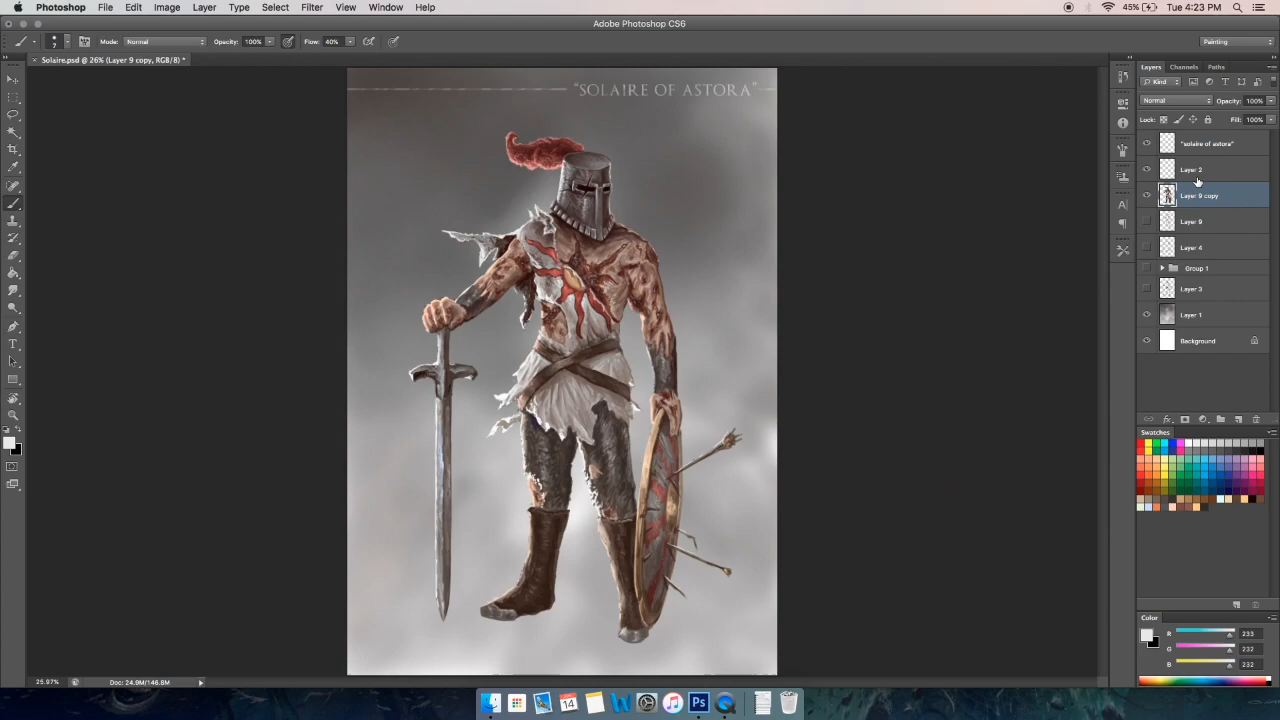 Photoshop File Edit Image Layer Type Select Filter View Window Help 45% Tue 4:23 PM
Adobe Photoshop CS6
7 Mode: Normal Opacity: 100% Flow: 40% Painting
Solaire.psd @ 26% (Layer 9 copy, RGB/8) *
"SOLAIRE OF ASTORA"
Layers Channels Paths
Kind
Normal Opacity: 100%
Lock: Fill: 100%
"solaire of astora"
Layer 2
Layer 9 copy
Layer 9
Layer 4
Group 1
Layer 3
Layer 1
Background
Swatches
Color
R 233
G 232
B 232
25.97% Doc: 24.9M/146.8M
14
Ps